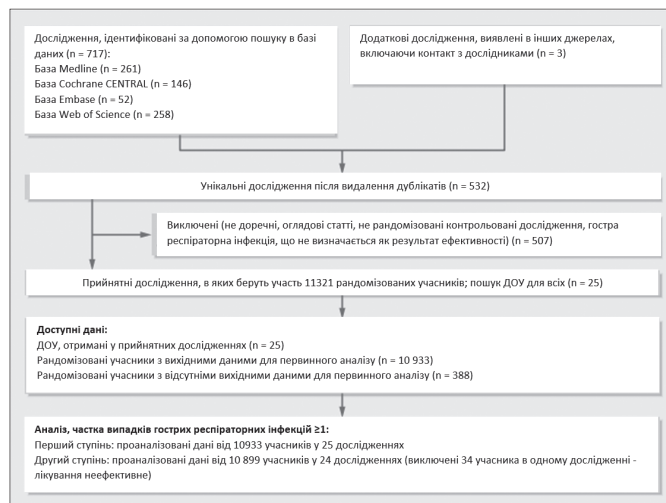 Дослідження, ідентифіковані за допомогою пошуку в базі
даних (n = 717):
База Medline (n = 261)
База Cochrane CENTRAL (n = 146)
База Embase (n = 52)
База Web of Science (n = 258)
Додаткові дослідження, виявлені в інших джерелах,
включаючи контакт з дослідниками (n = 3)
Унікальні дослідження після видалення дублікатів (n = 532)
Виключені (не доречні, оглядові статті, не рандомізовані контрольовані дослідження, гостра
респіраторна інфекція, що не визначається як результат ефективності) (n = 507)
Прийнятні дослідження, в яких беруть участь 11321 рандомізованих учасників; пошук ДОУ для всіх (n = 25)
Доступні дані:
ДОУ, отримані у прийнятних дослідженнях (n = 25)
Рандомізовані учасники з вихідними даними для первинного аналізу (n = 10 933)
Рандомізовані учасники з відсутніми вихідними даними для первинного аналізу (n = 388)
Аналіз, частка випадків гострих респіраторних інфекцій ≥1:
Перший ступінь: проаналізовані дані від 10933 учасників у 25 дослідженнях
Другий ступінь: проаналізовані дані від 10 899 учасників у 24 дослідженнях (виключені 34 учасника в одному дослідженні -
лікування неефективне)